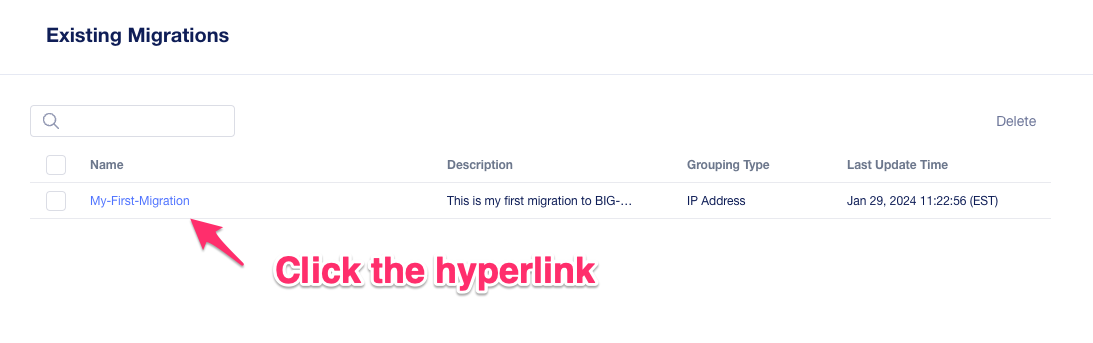 Existing Migrations
Delete
Name Description Grouping Type Last Update Time
My-First-Migration This is my first migration to BIG-... IP Address Jan 29, 2024 11:22:56 (EST)
Click the hyperlink